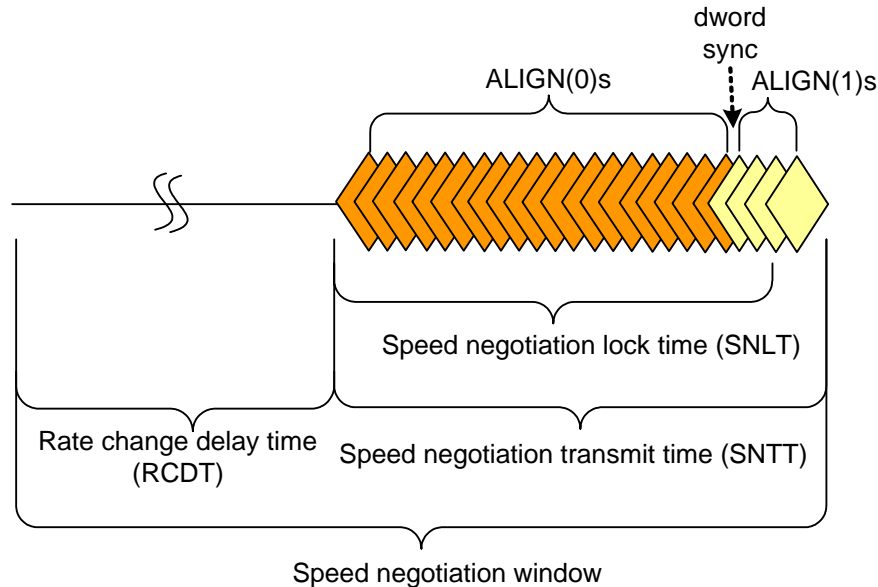 dword
sync
ALIGN(0)s
ALIGN(1)s
Speed negotiation lock time (SNLT)
Rate change delay time
(RCDT)
Speed negotiation transmit time (SNTT)
Speed negotiation window